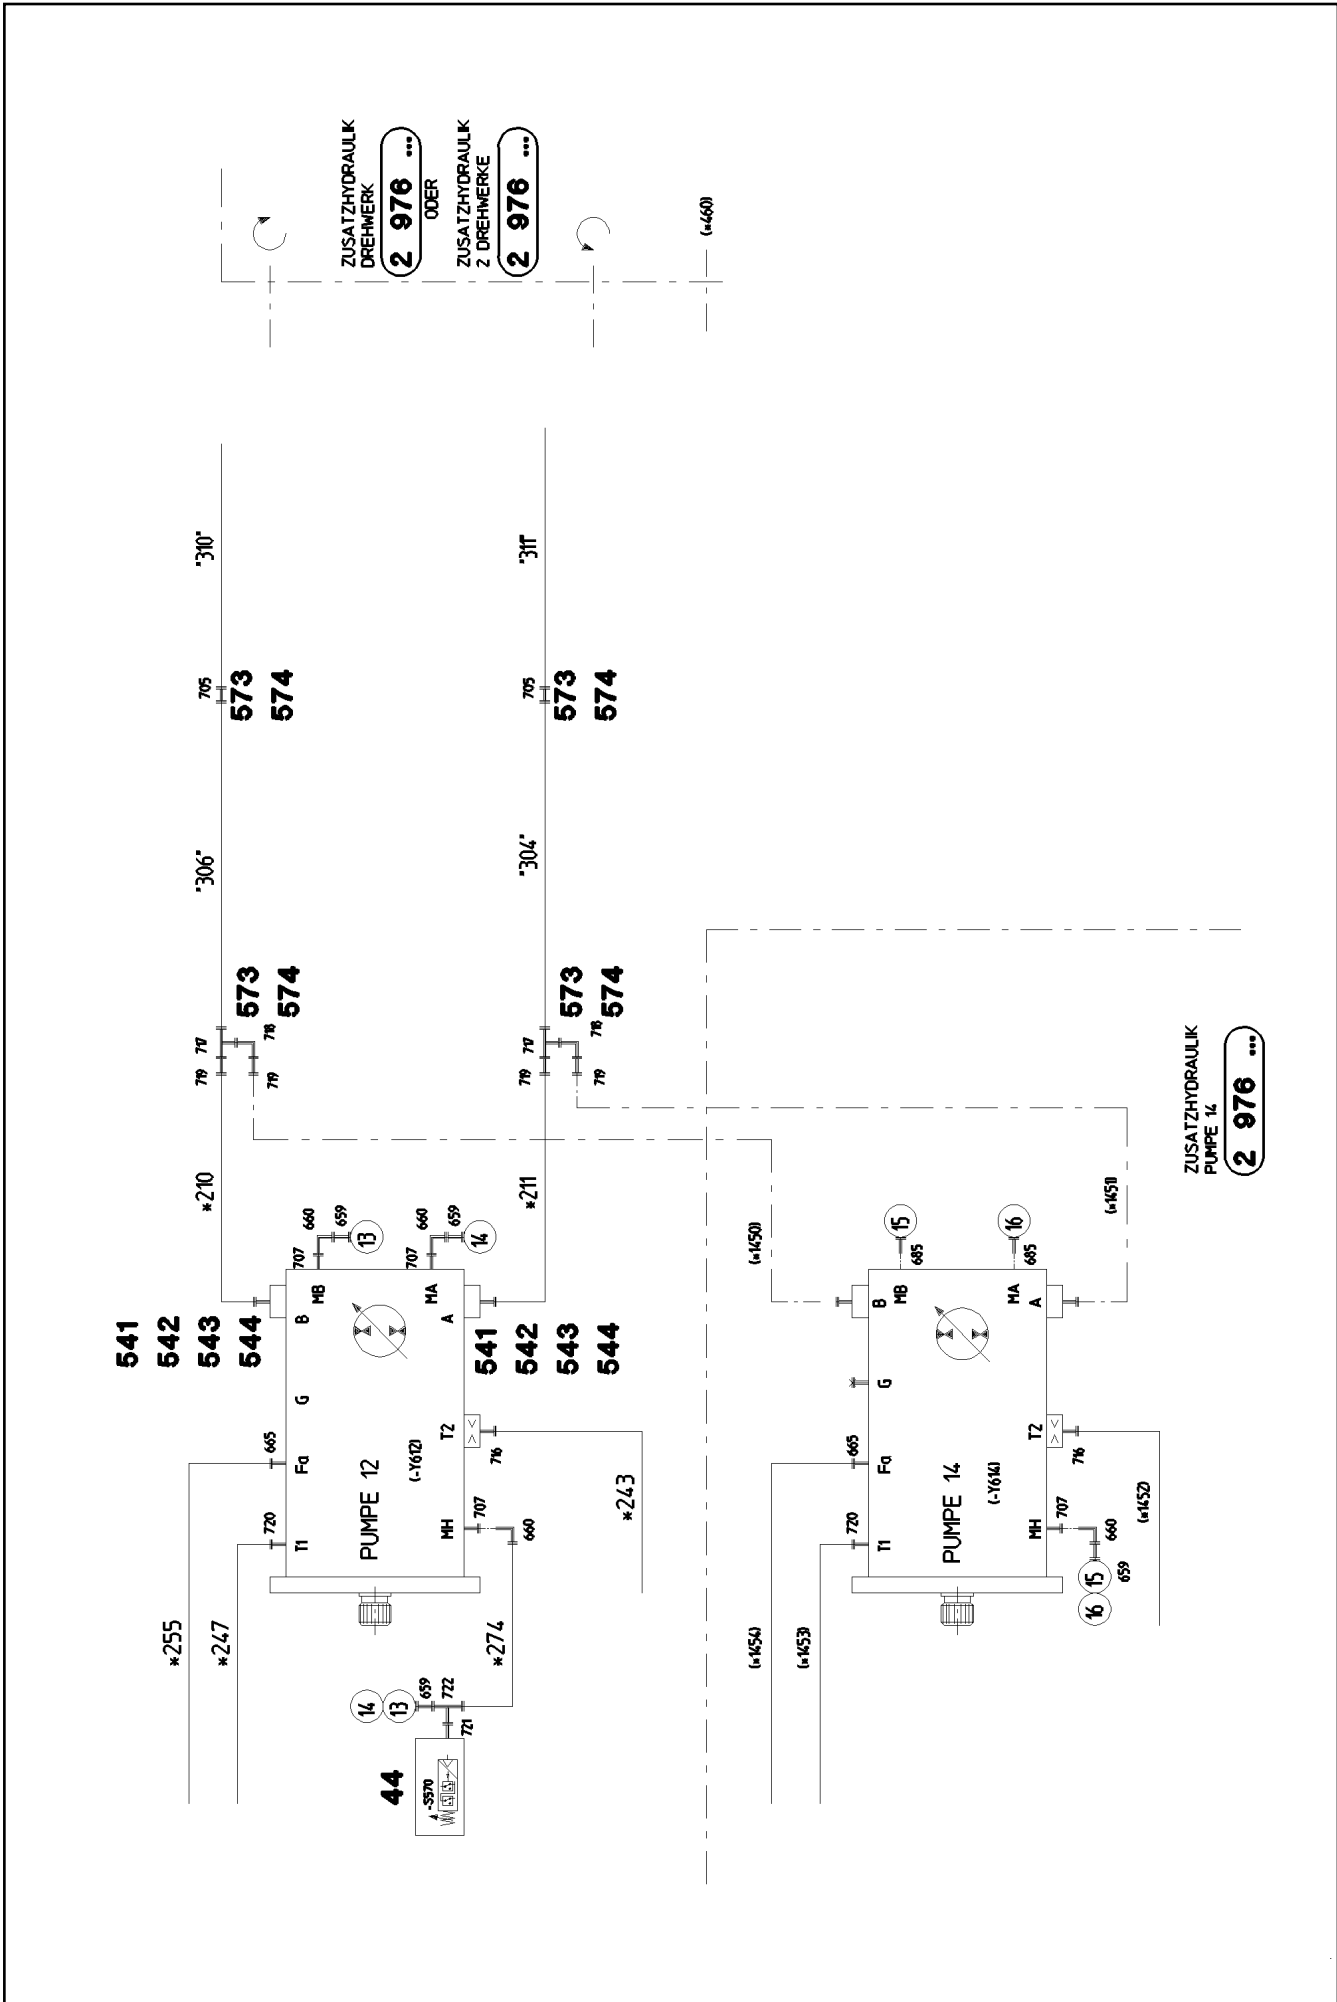 ZUSATZHYDRAULIK
DREHWERK
2 976 ...
ODER
ZUSATZHYDRAULIK
2 DREHWERKE
2 976 ...
(*460)
"310"
705
573
574
"311"
705
573
574
"306"
"304"
719
717
573
574
718
719
719
717
573
574
718
719
*210
*211
541
542
543
544
B
MB
707
660
659
13
MA
707
660
659
14
A
541
542
543
544
G
665
Fa
720
T1
PUMPE 12
(-Y612)
T2
716
*243
MH
707
660
*255
*247
*274
14
13
659
722
721
44
-S570
(*1450)
(*1451)
B
MB
15
685
MA
16
685
A
G
665
Fa
720
T1
PUMPE 14
(-Y614)
T2
716
(*1452)
MH
707
660
659
15
16
(*1454)
(*1453)
ZUSATZHYDRAULIK
PUMPE 14
2 976 ...